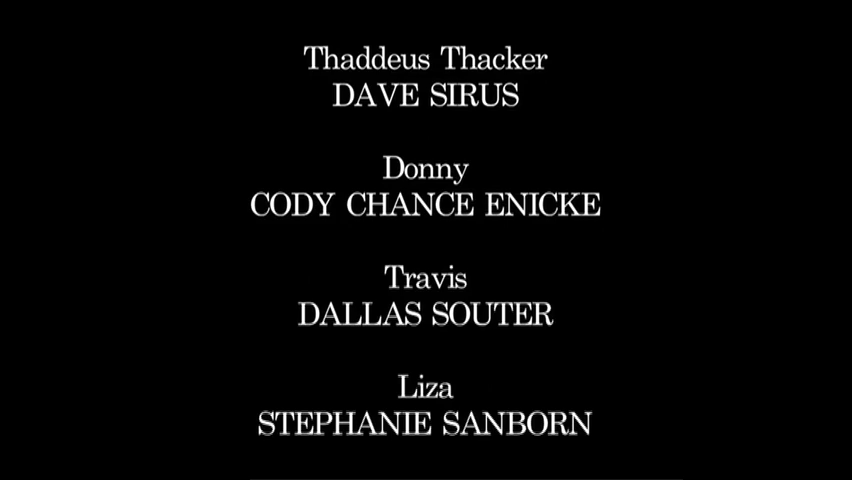 Thaddeus Thacker
DAVE SIRUS
Donny
CODY CHANCE ENICKE
Travis
DALLAS SOUTER
Liza
STEPHANIE SANBORN